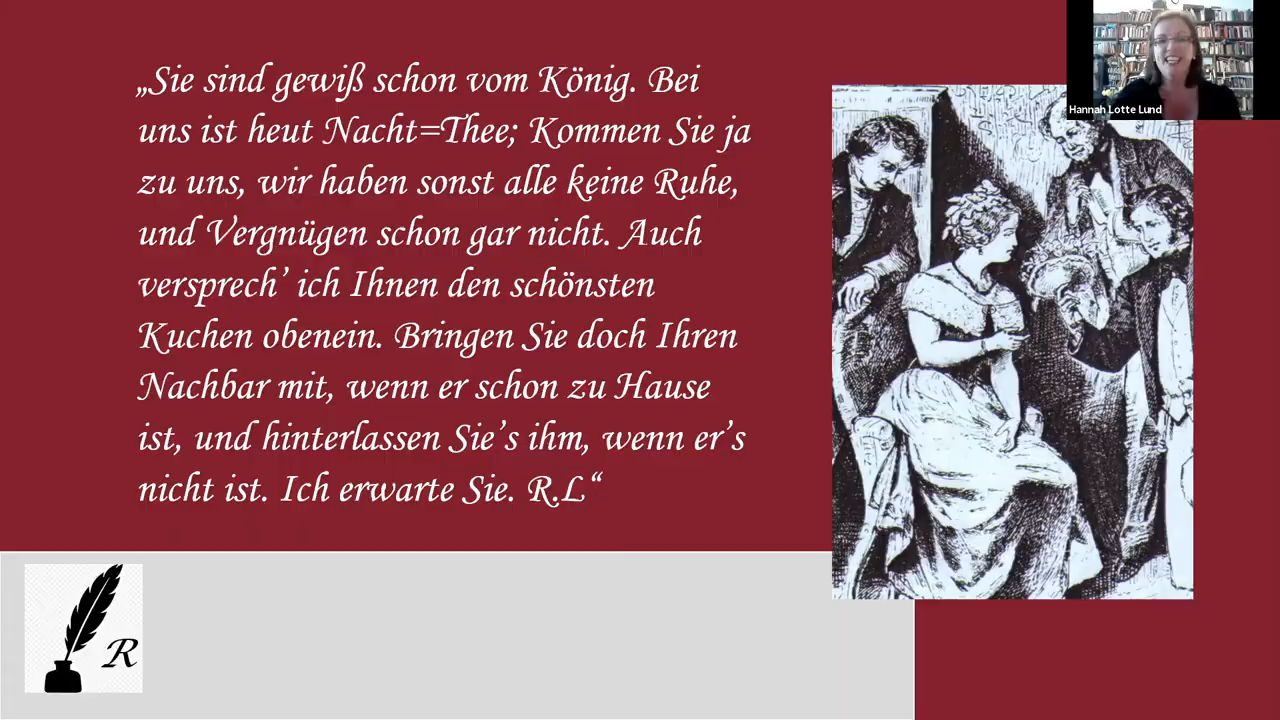 „Sie sind gewiß schon vom König. Bei
uns ist heut Nacht=Thee; Kommen Sie ja
zu uns, wir haben sonst alle keine Ruhe,
und Vergnügen schon gar nicht. Auch
versprech’ ich Ihnen den schönsten
Kuchen obenein. Bringen Sie doch Ihren
Nachbar mit, wenn er schon zu Hause
ist, und hinterlassen Sie’s ihm, wenn er’s
nicht ist. Ich erwarte Sie. R.L“
Hannah Lotte Lund
R